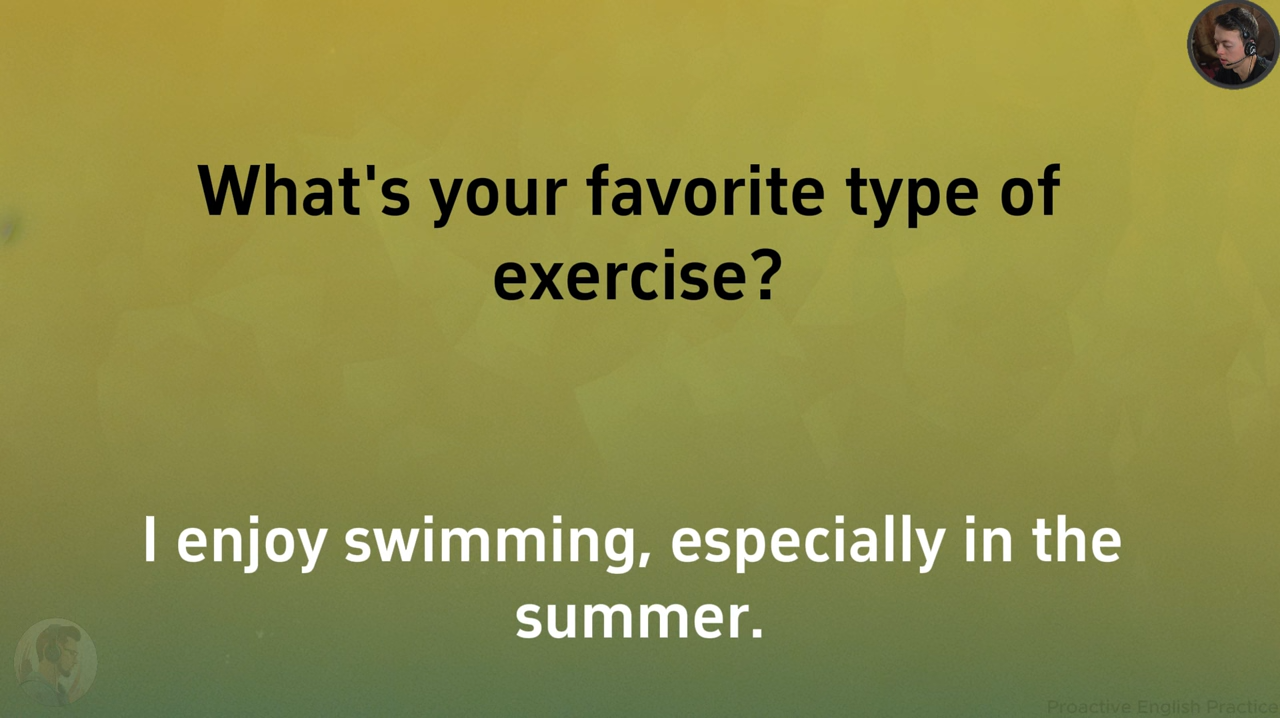 What's your favorite type of
exercise?
I enjoy swimming, especially in the
summer.
Proactive English Practice